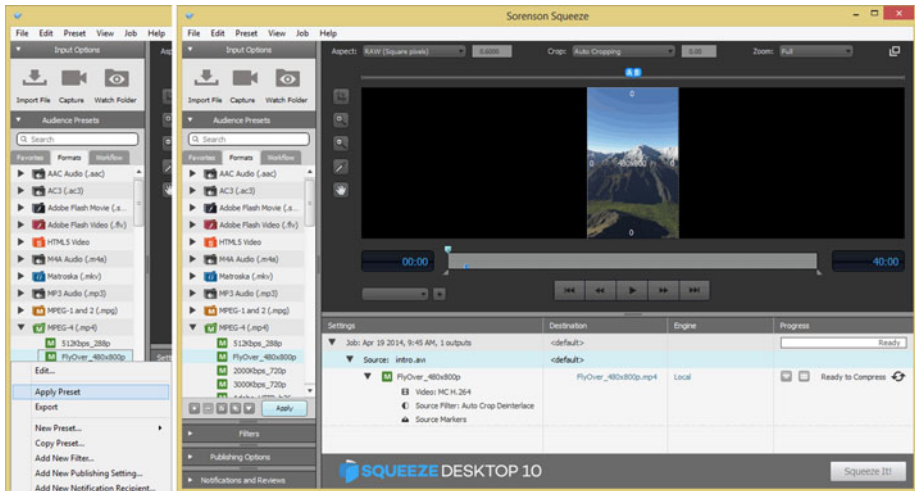 File Edit Preset View Job
Input Options
Import File Capture Watch Folder
Audience Presets
Search
Favorites Formats Workflow
AAC Audio (.aac)
AC3 (.ac3)
Adobe Flash Movie (.s...
Adobe Flash Video (.flv)
HTML5 Video
M4A Audio (.m4a)
Matroska (.mkv)
MP3 Audio (.mp3)
MPEG-1 and 2 (.mpg)
MPEG-4 (.mp4)
512Kbps_288p
FlyOver_480x800p
Edit...
Apply Preset
Export
New Preset...
Copy Preset...
Add New Filter...
Add New Publishing Setting...
Add New Notification Recipient...
Sorenson Squeeze
File Edit Preset View Job Help
Input Options
Import File Capture Watch Folder
Audience Presets
Search
Favorites Formats Workflow
AAC Audio (.aac)
AC3 (.ac3)
Adobe Flash Movie (.s...
Adobe Flash Video (.flv)
HTML5 Video
M4A Audio (.m4a)
Matroska (.mkv)
MP3 Audio (.mp3)
MPEG-1 and 2 (.mpg)
MPEG-4 (.mp4)
512Kbps_288p
FlyOver_480x800p
2000Kbps_720p
3000Kbps_720p
Apply
Filters
Publishing Options
Notifications and Reviews
Aspect: RAW (Square pixels) 0.6000 Crop: Auto Cropping 0.00 Zoom: Full
A B
0
0 480x800 0
0
00:00 40:00
Settings Destination Engine Progress
Job: Apr 19 2014, 9:45 AM, 1 outputs <default> Ready
Source: intro.avi <default>
FlyOver_480x800p FlyOver_480x800p.mp4 Local Ready to Compress
Video: MC H.264
Source Filter: Auto Crop Deinterlace
Source Markers
SQUEEZE DESKTOP 10
Squeeze It!